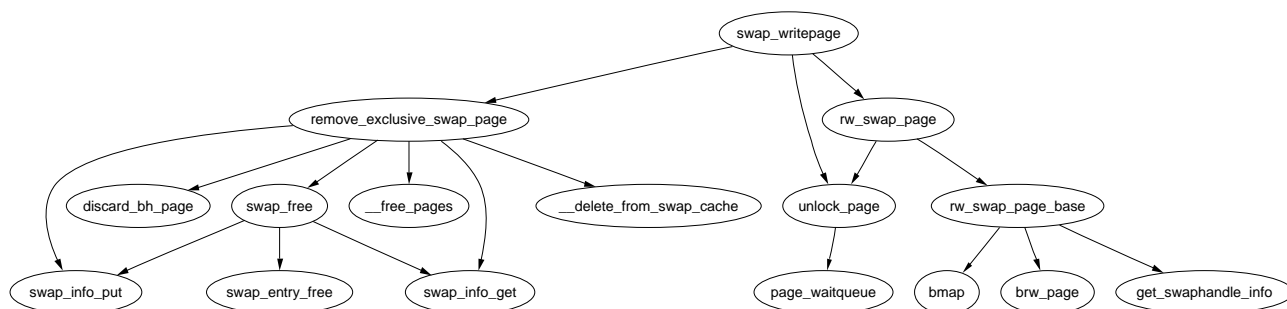 swap_writepage
remove_exclusive_swap_page
rw_swap_page
discard_bh_page
swap_free
__free_pages
__delete_from_swap_cache
unlock_page
rw_swap_page_base
swap_info_put
swap_entry_free
swap_info_get
page_waitqueue
bmap
brw_page
get_swaphandle_info